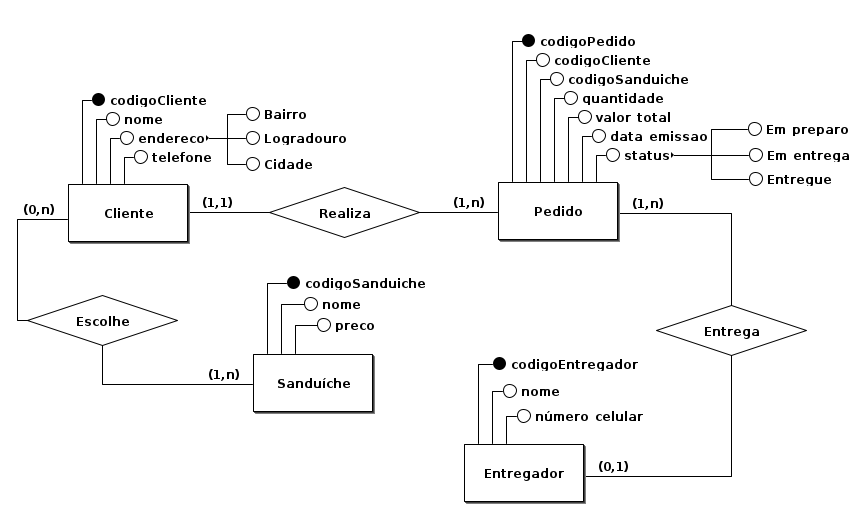 codigoPedido
codigoCliente
codigoSanduiche
quantidade
valor total
data emissao
status
Em preparo
Em entrega
Entregue
codigoCliente
nome
endereco
telefone
Bairro
Logradouro
Cidade
(0,n)
Cliente
(1,1)
Realiza
(1,n)
Pedido
(1,n)
codigoSanduiche
nome
preco
Escolhe
(1,n)
Sanduíche
Entrega
codigoEntregador
nome
número celular
Entregador
(0,1)